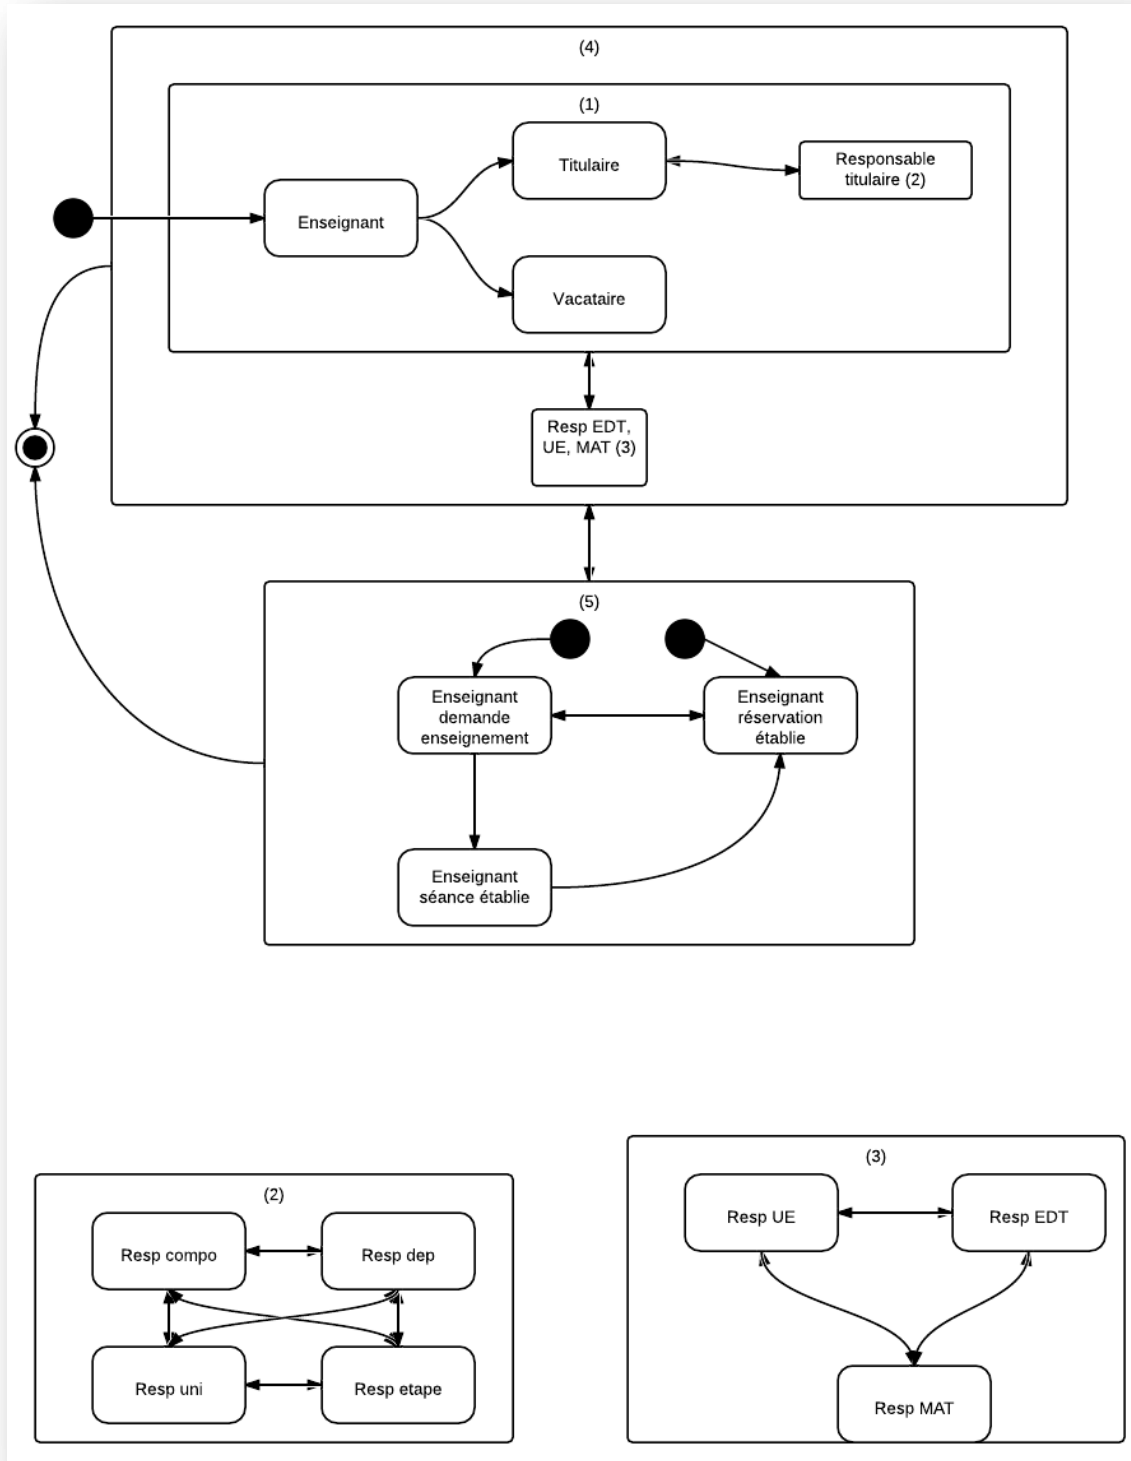 (4)
(1)
Titulaire
Responsable
titulaire (2)
Enseignant
Vacataire
Resp EDT,
UE, MAT (3)
(5)
Enseignant
demande
enseignement
Enseignant
réservation
établie
Enseignant
séance établie
(2)
Resp compo
Resp dep
Resp uni
Resp etape
(3)
Resp UE
Resp EDT
Resp MAT